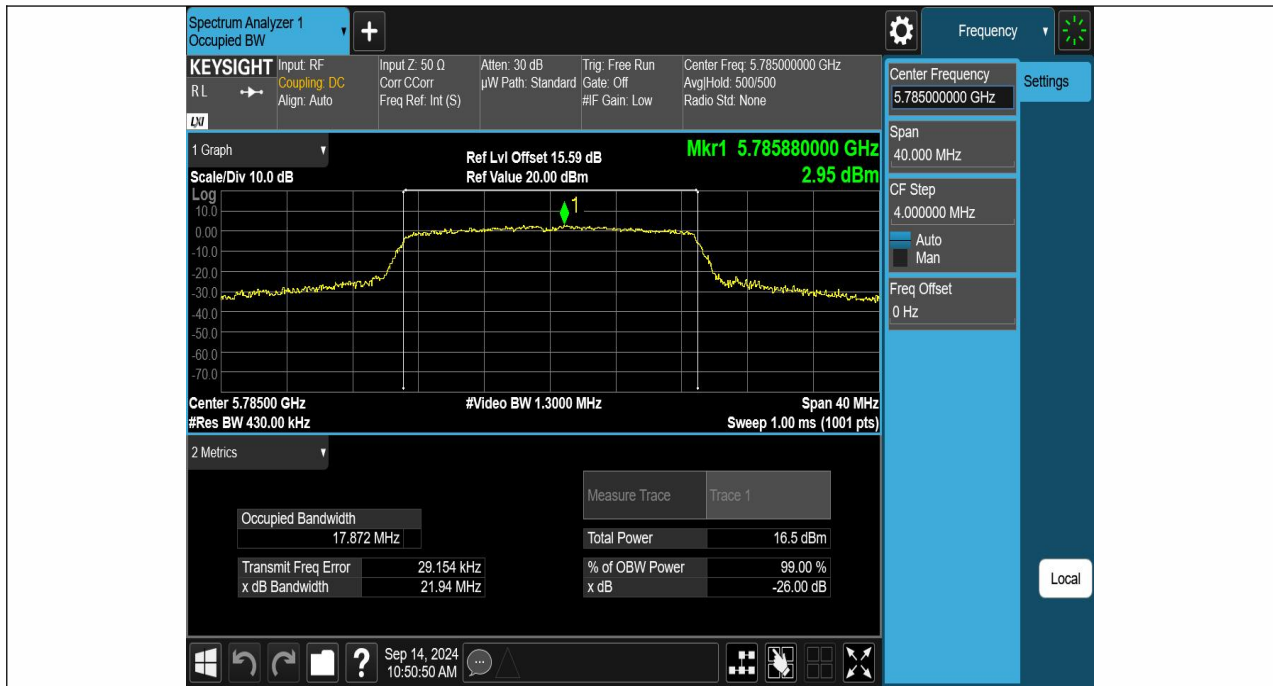 Spectrum Analyzer 1
Occupied BW
Frequency
KEYSIGHT
RL
LXI
Input: RF
Coupling: DC
Align: Auto
Input Z: 50 Ω
Corr CCorr
Freq Ref: Int (S)
Atten: 30 dB
µW Path: Standard
Trig: Free Run
Gate: Off
#IF Gain: Low
Center Freq: 5.785000000 GHz
Avg|Hold: 500/500
Radio Std: None
Center Frequency
5.785000000 GHz
Settings
Span
40.000 MHz
CF Step
4.000000 MHz
Auto
Man
Freq Offset
0 Hz
Local
1 Graph
Scale/Div 10.0 dB
Ref Lvl Offset 15.59 dB
Ref Value 20.00 dBm
Mkr1 5.785880000 GHz
2.95 dBm
Log
10.0
0.00
-10.0
-20.0
-30.0
-40.0
-50.0
-60.0
-70.0
1
Center 5.78500 GHz
#Res BW 430.00 kHz
#Video BW 1.3000 MHz
Span 40 MHz
Sweep 1.00 ms (1001 pts)
2 Metrics
Measure Trace Trace 1
Occupied Bandwidth
17.872 MHz
Total Power 16.5 dBm
Transmit Freq Error 29.154 kHz
% of OBW Power 99.00 %
x dB Bandwidth 21.94 MHz
x dB -26.00 dB
?
Sep 14, 2024
10:50:50 AM